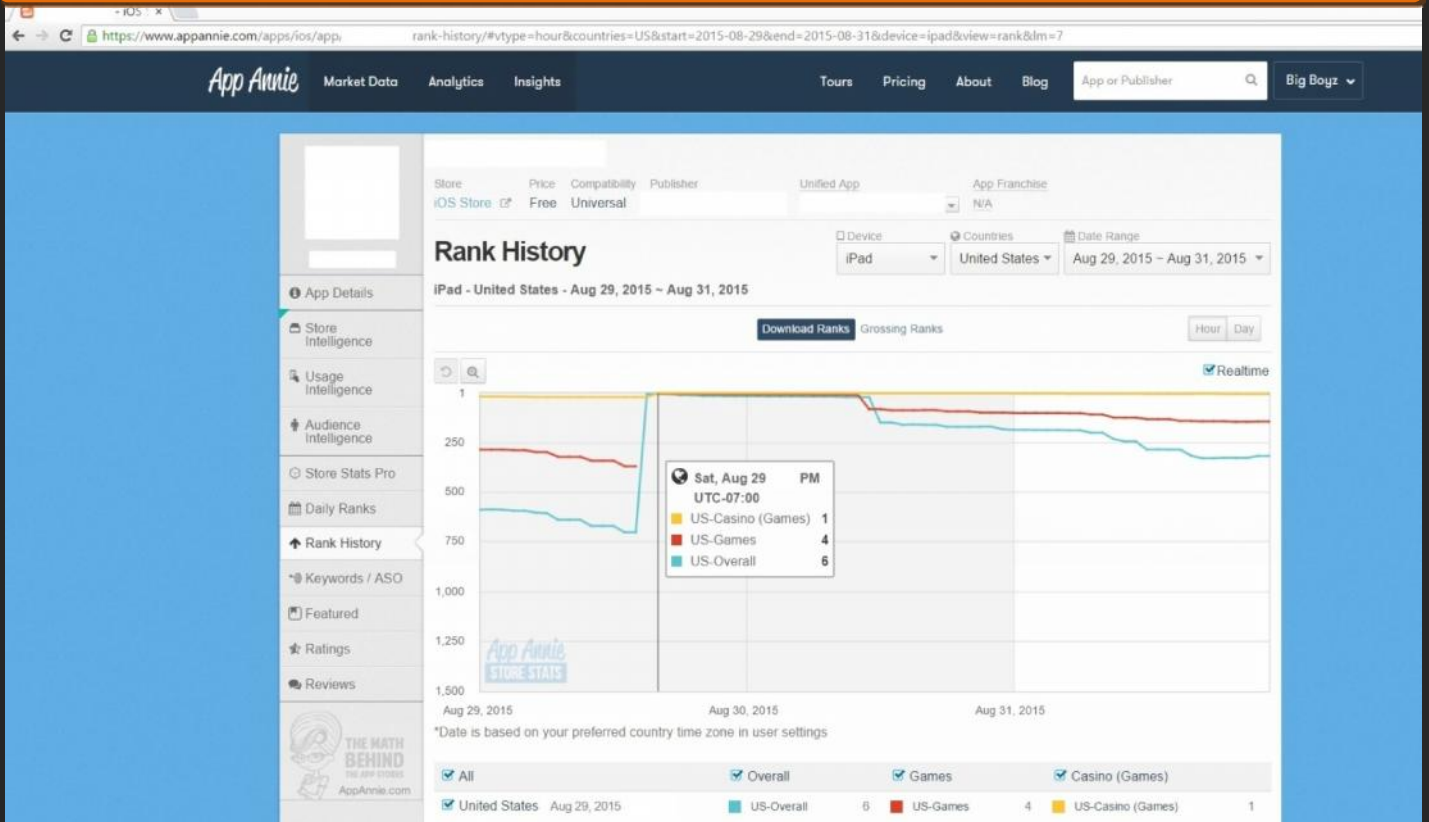 - iOS
https://www.appannie.com/apps/ios/app, rank-history/#vtype=hour&countries=US&start=2015-08-29&end=2015-08-31&device=ipad&view=rank&lm=7
App Annie Market Data Analytics Insights Tours Pricing About Blog App or Publisher Big Boyz
Store Price Compatibility Publisher Unified App App Franchise
iOS Store Free Universal N/A
Rank History
Device Countries Date Range
iPad United States Aug 29, 2015 ~ Aug 31, 2015
iPad - United States - Aug 29, 2015 ~ Aug 31, 2015
App Details
Store
Intelligence
Usage
Intelligence
Audience
Intelligence
Store Stats Pro
Daily Ranks
Rank History
Keywords / ASO
Featured
Ratings
Reviews
THE MATH
BEHIND
THE APP STORES
AppAnnie.com
Download Ranks Grossing Ranks Hour Day
Realtime
1
250
500
750
1,000
1,250
1,500
Sat, Aug 29 PM
UTC-07:00
US-Casino (Games) 1
US-Games 4
US-Overall 6
App Annie
STORE STATS
Aug 29, 2015 Aug 30, 2015 Aug 31, 2015
*Date is based on your preferred country time zone in user settings
All Overall Games Casino (Games)
United States Aug 29, 2015 US-Overall 6 US-Games 4 US-Casino (Games) 1